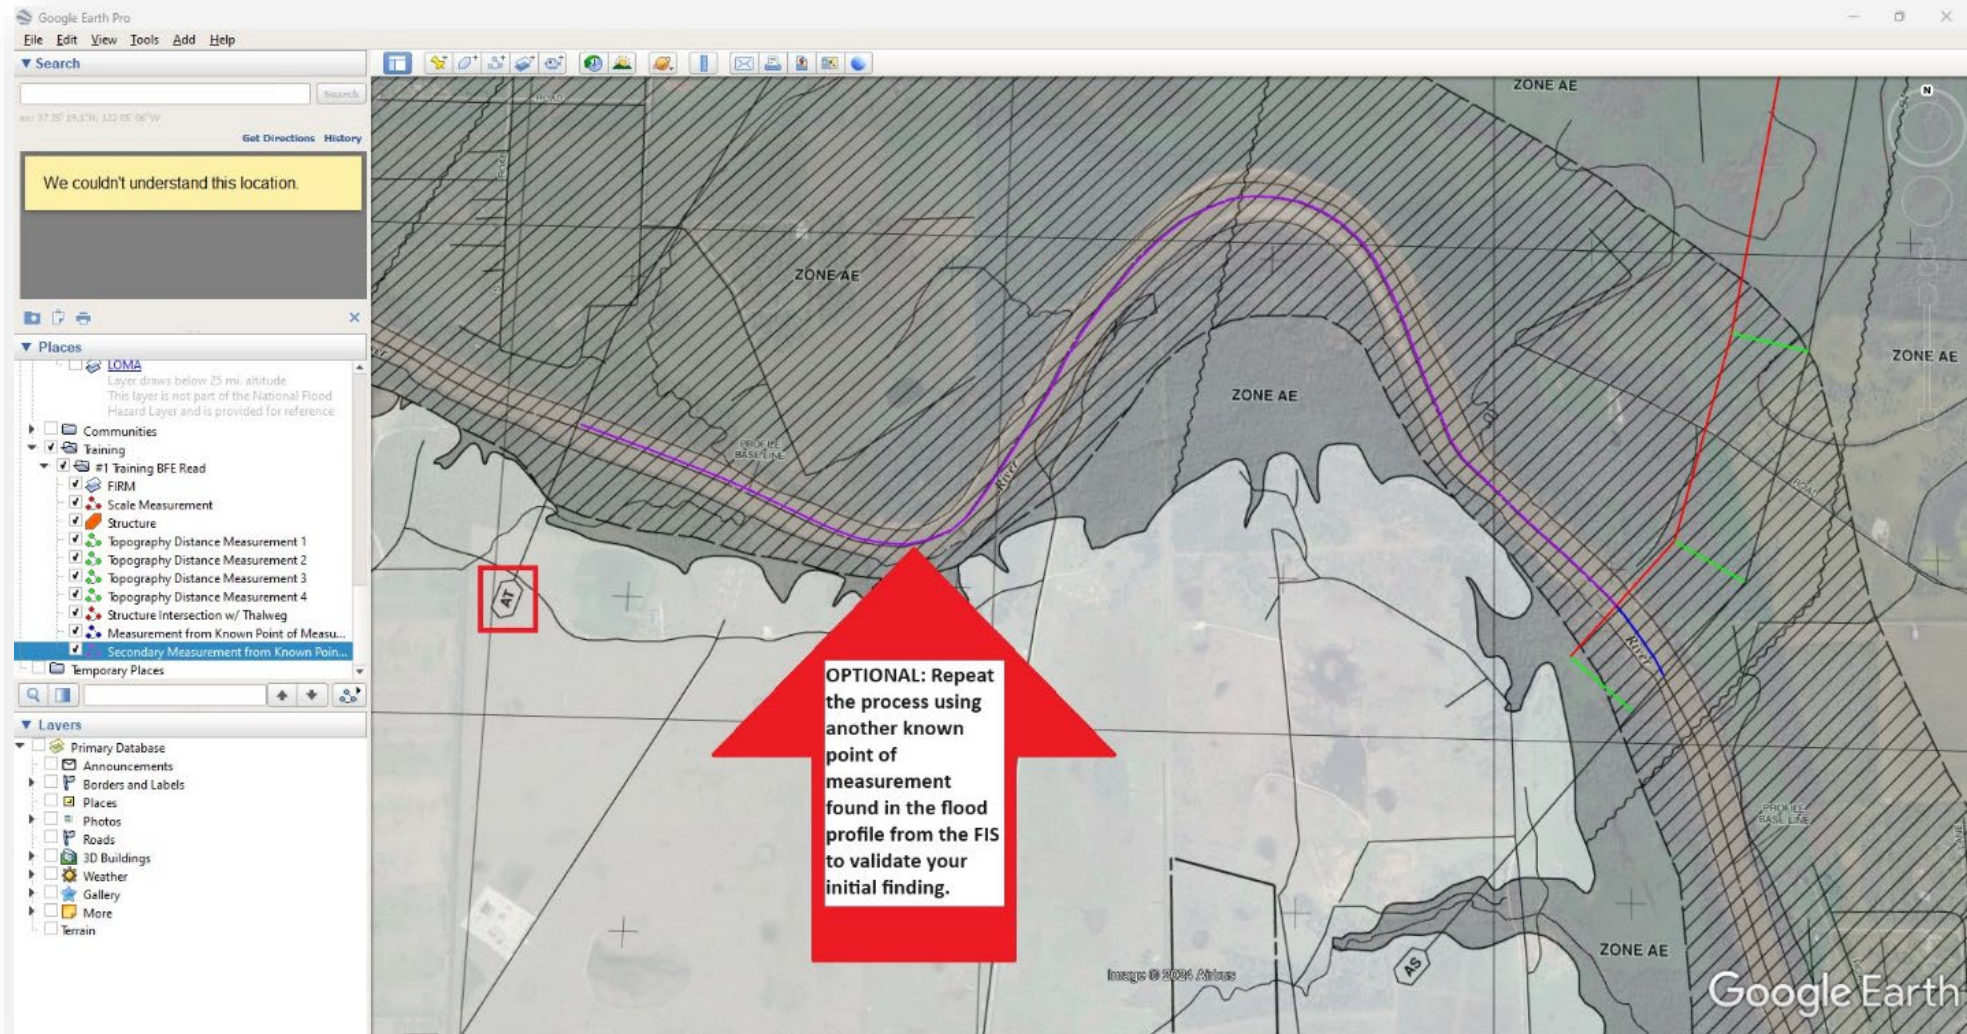 Google Earth Pro
File Edit View Tools Add Help
Search
Search
Get Directions History
We couldn't understand this location.
Places
LOMA
Layer draws below 25 mi. altitude
This layer is not part of the National Flood
Hazard Layer and is provided for reference
Communities
Training
#1 Training BFE Read
FIRM
Scale Measurement
Structure
Topography Distance Measurement 1
Topography Distance Measurement 2
Topography Distance Measurement 3
Topography Distance Measurement 4
Structure Intersection w/ Thalweg
Measurement from Known Point of Measu...
Secondary Measurement from Known Poin...
Temporary Places
Layers
Primary Database
Announcements
Borders and Labels
Places
Photos
Roads
3D Buildings
Weather
Gallery
More
Terrain
N
ZONE AE
ROAD
ROAD
ZONE AE
ZONE AE
ZONE AE
PROFILE
BASE LINE
River
ROAD
AT
River
OPTIONAL: Repeat
the process using
another known
point of
measurement
found in the flood
profile from the FIS
to validate your
initial finding.
PROFILE
BASE LINE
ZONE AE
AS
Image © 2024 Airbus
Google Earth